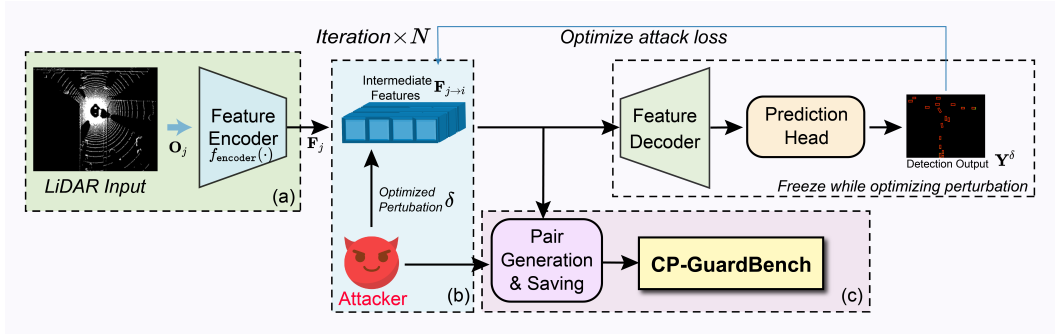 Iteration×N
Optimize attack loss
LiDAR Input
(a)
O_j
Feature
Encoder
f_encoder(·)
F_j
Intermediate
Features
F_{j→i}
Optimized
Pertubation δ
Attacker
(b)
Feature
Decoder
Prediction
Head
Detection Output
Y^δ
Freeze while optimizing perturbation
Pair
Generation
& Saving
CP-GuardBench
(c)